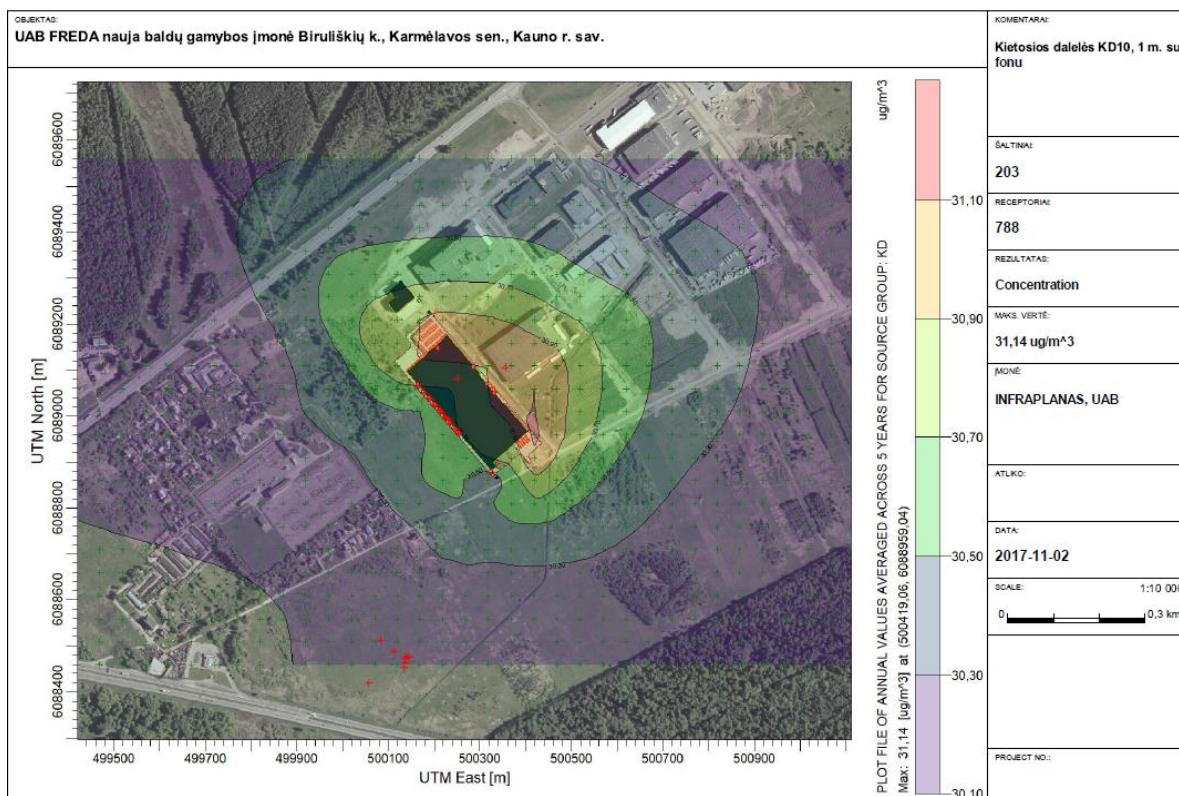 OBJEKTAS:
UAB FREDA nauja baldų gamybos įmonė Biruliškių k., Karmėlavos sen., Kauno r. sav.
KOMENTARAI:
Kietosios dalelės KD10, 1 m. su
fonu
ŠALTINIAI:
203
RECEPTORIAI:
788
REZULTATAS:
Concentration
MAKS. VERTĖ:
31,14 ug/m^3
ĮMONĖ:
INFRAPLANAS, UAB
ATLIKO:
DATA:
2017-11-02
SCALE:
1:10 000
0
0,3 km
PROJECT NO.:
UTM North [m]
6089600
6089400
6089200
6089000
6088800
6088600
6088400
499500
499700
499900
500100
500300
500500
500700
500900
UTM East [m]
PLOT FILE OF ANNUAL VALUES AVERAGED ACROSS 5 YEARS FOR SOURCE GROUP: KD
Max: 31,14 [ug/m^3] at (500419,06, 6088959,04)
ug/m^3
31,10
30,90
30,70
30,50
30,30
30,10